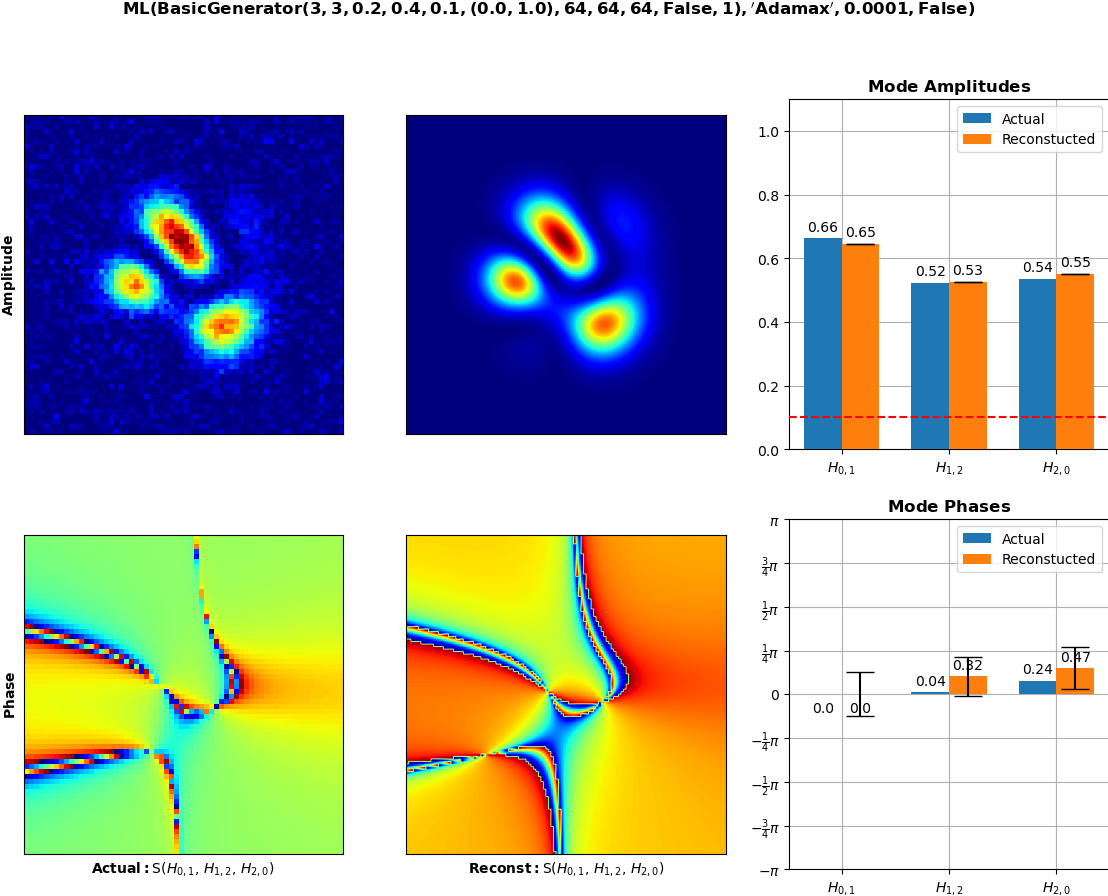 ML(BasicGenerator(3, 3, 0.2, 0.4, 0.1, (0.0, 1.0), 64, 64, 64, False, 1), 'Adamax', 0.0001, False)
Amplitude
Mode Amplitudes
Actual
Reconstucted
1.0
0.8
0.6
0.4
0.2
0.0
0.66
0.65
0.52
0.53
0.54
0.55
H0,1
H1,2
H2,0
Phase
Actual: S(H0,1, H1,2, H2,0)
Reconst: S(H0,1, H1,2, H2,0)
Mode Phases
Actual
Reconstucted
π
3/4π
1/2π
1/4π
0
−1/4π
−1/2π
−3/4π
−π
0.0
0.0
0.04
0.32
0.24
0.47
H0,1
H1,2
H2,0